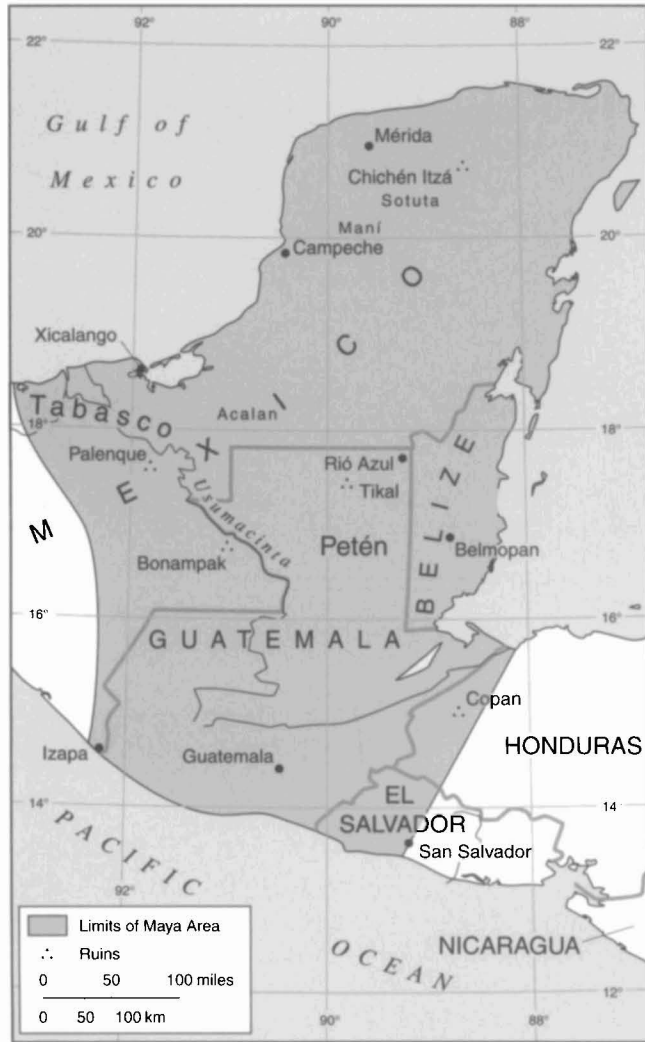 92° 90° 88°
22° 22°
Gulf of
Mexico
Mérida
Chichén Itzá
Sotuta
Maní
20° 20°
Campeche
Xicalango
Tabasco
Acalan
18° 18°
MEXICO
Palenque
Rió Azul
Tikal
Usumacinta
Petén
BELIZE
Belmopan
Bonampak
16° 16°
GUATEMALA
Copan
HONDURAS
Izapa
Guatemala
14° 14
EL
SALVADOR
San Salvador
PACIFIC
OCEAN
92°
NICARAGUA
Limits of Maya Area
Ruins
0 50 100 miles
0 50 100 km
12° 12°
90° 88°